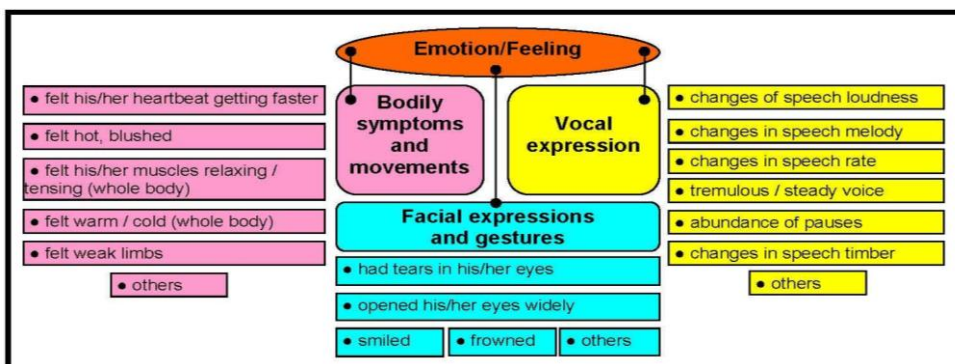 Emotion/Feeling
Bodily
symptoms
and
movements
● felt his/her heartbeat getting faster
● felt hot, blushed
● felt his/her muscles relaxing /
tensing (whole body)
● felt warm / cold (whole body)
● felt weak limbs
● others
Vocal
expression
● changes of speech loudness
● changes in speech melody
● changes in speech rate
● tremulous / steady voice
● abundance of pauses
● changes in speech timber
● others
Facial expressions
and gestures
● had tears in his/her eyes
● opened his/her eyes widely
● smiled
● frowned
● others